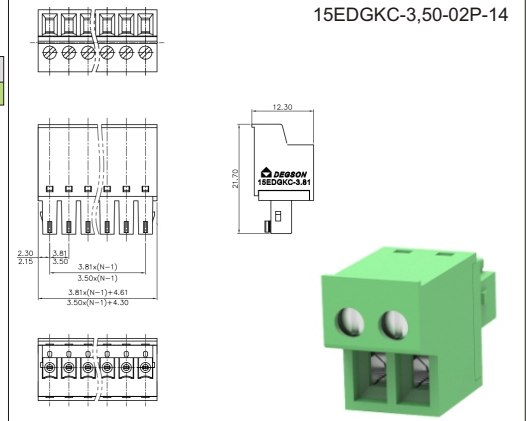 15EDGKC-3,50-02P-14
12,30
21,70
DEGSON
15EDGKC-3.81
2.30
2.15
3.81
3.50
3.81x(N-1)
3.50x(N-1)
3.81x(N-1)+4.61
3.50x(N-1)+4.30